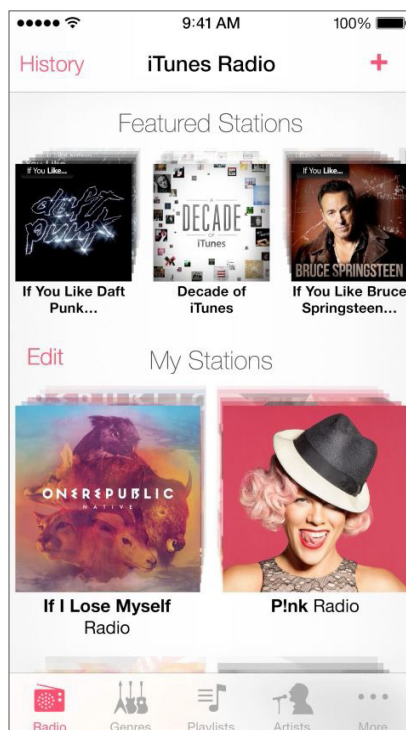 9:41 AM 100%
History iTunes Radio +
Featured Stations
If You Like...
daft punk
A
DECADE
OF
iTunes
If You Like...
BRUCE SPRINGSTEEN
If You Like Daft
Punk...
Decade of
iTunes
If You Like Bruce
Springsteen...
Edit My Stations
ONEREPUBLIC
NATIVE
If I Lose Myself
Radio
P!nk Radio
Radio Genres Playlists Artists More